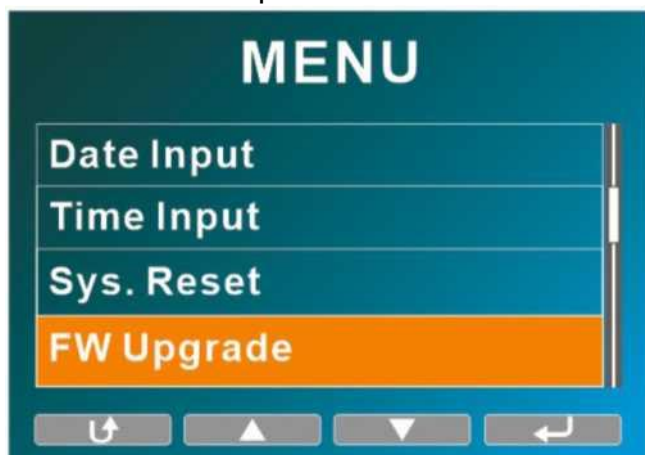 MENU
Date Input
Time Input
Sys. Reset
FW Upgrade